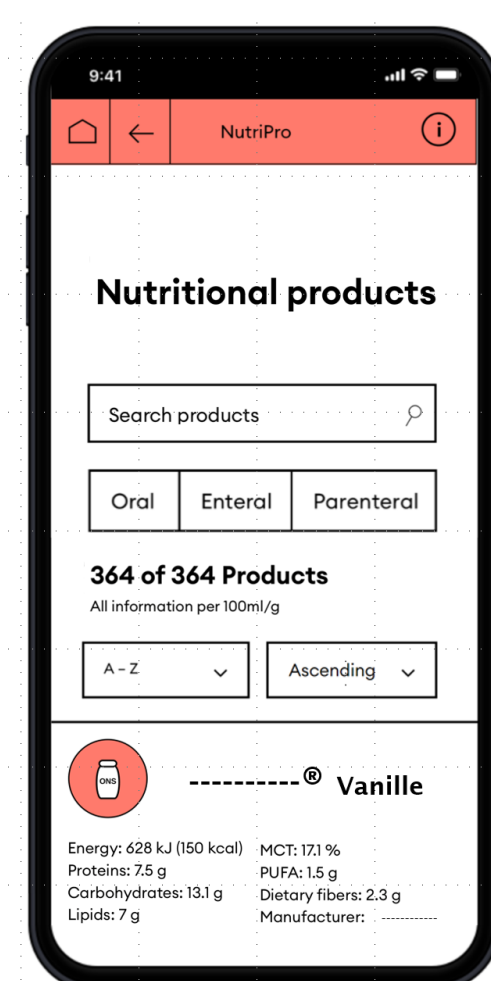 9:41
NutriPro
Nutritional products
Search products
Oral Enteral Parenteral
364 of 364 Products
All information per 100ml/g
A – Z Ascending
ONS
----------® Vanille
Energy: 628 kJ (150 kcal) MCT: 17.1 %
Proteins: 7.5 g PUFA: 1.5 g
Carbohydrates: 13.1 g Dietary fibers: 2.3 g
Lipids: 7 g Manufacturer: ------------